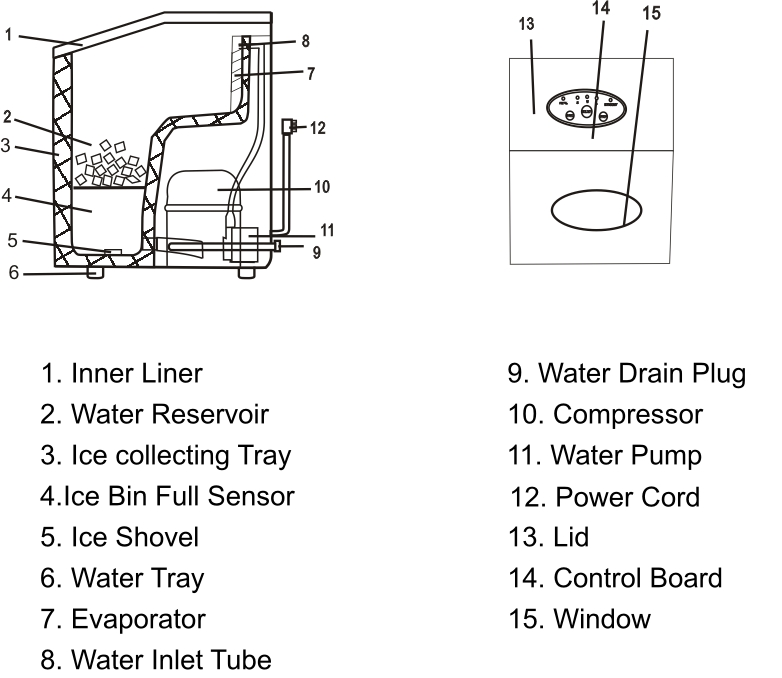 1
2
3
4
5
6
8
7
12
10
11
9
13
14
15
1. Inner Liner
2. Water Reservoir
3. Ice collecting Tray
4.Ice Bin Full Sensor
5. Ice Shovel
6. Water Tray
7. Evaporator
8. Water Inlet Tube
9. Water Drain Plug
10. Compressor
11. Water Pump
12. Power Cord
13. Lid
14. Control Board
15. Window